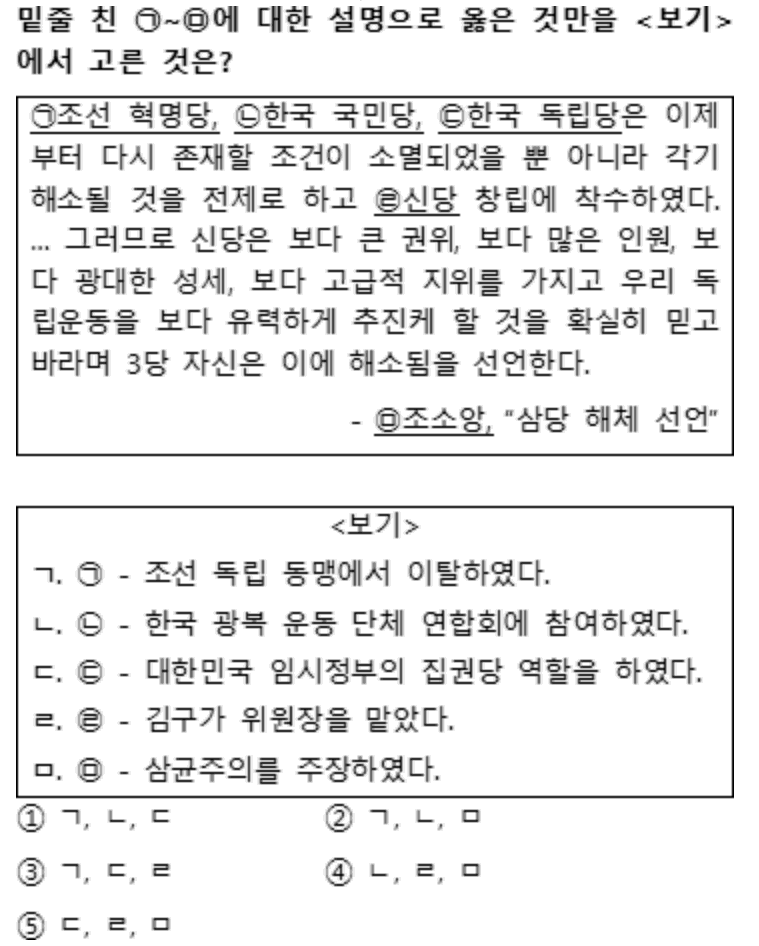 밑줄 친 ㉠~㉤에 대한 설명으로 옳은 것만을 <보기>
에서 고른 것은?
㉠조선 혁명당, ㉡한국 국민당, ㉢한국 독립당은 이제
부터 다시 존재할 조건이 소멸되었을 뿐 아니라 각기
해소될 것을 전제로 하고 ㉣신당 창립에 착수하였다.
... 그러므로 신당은 보다 큰 권위, 보다 많은 인원, 보
다 광대한 성세, 보다 고급적 지위를 가지고 우리 독
립운동을 보다 유력하게 추진케 할 것을 확실히 믿고
바라며 3당 자신은 이에 해소됨을 선언한다.
- ㉤조소앙, “삼당 해체 선언”
<보기>
ㄱ. ㉠ - 조선 독립 동맹에서 이탈하였다.
ㄴ. ㉡ - 한국 광복 운동 단체 연합회에 참여하였다.
ㄷ. ㉢ - 대한민국 임시정부의 집권당 역할을 하였다.
ㄹ. ㉣ - 김구가 위원장을 맡았다.
ㅁ. ㉤ - 삼균주의를 주장하였다.
① ㄱ, ㄴ, ㄷ ② ㄱ, ㄴ, ㅁ
③ ㄱ, ㄷ, ㄹ ④ ㄴ, ㄹ, ㅁ
⑤ ㄷ, ㄹ, ㅁ